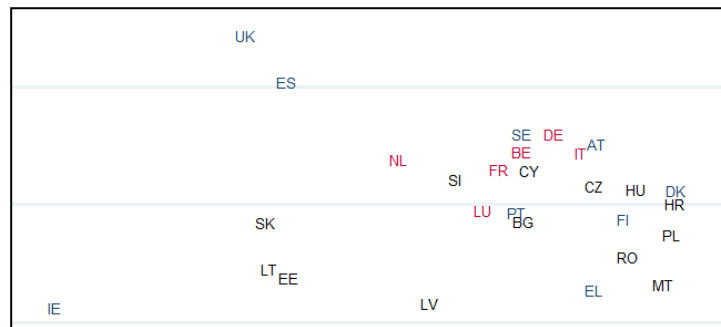 UK
ES
SE
DE
AT
BE
IT
NL
FR
CY
SI
CZ
HU
DK
HR
LU
PT
BG
FI
SK
PL
RO
LT
EE
MT
EL
LV
IE